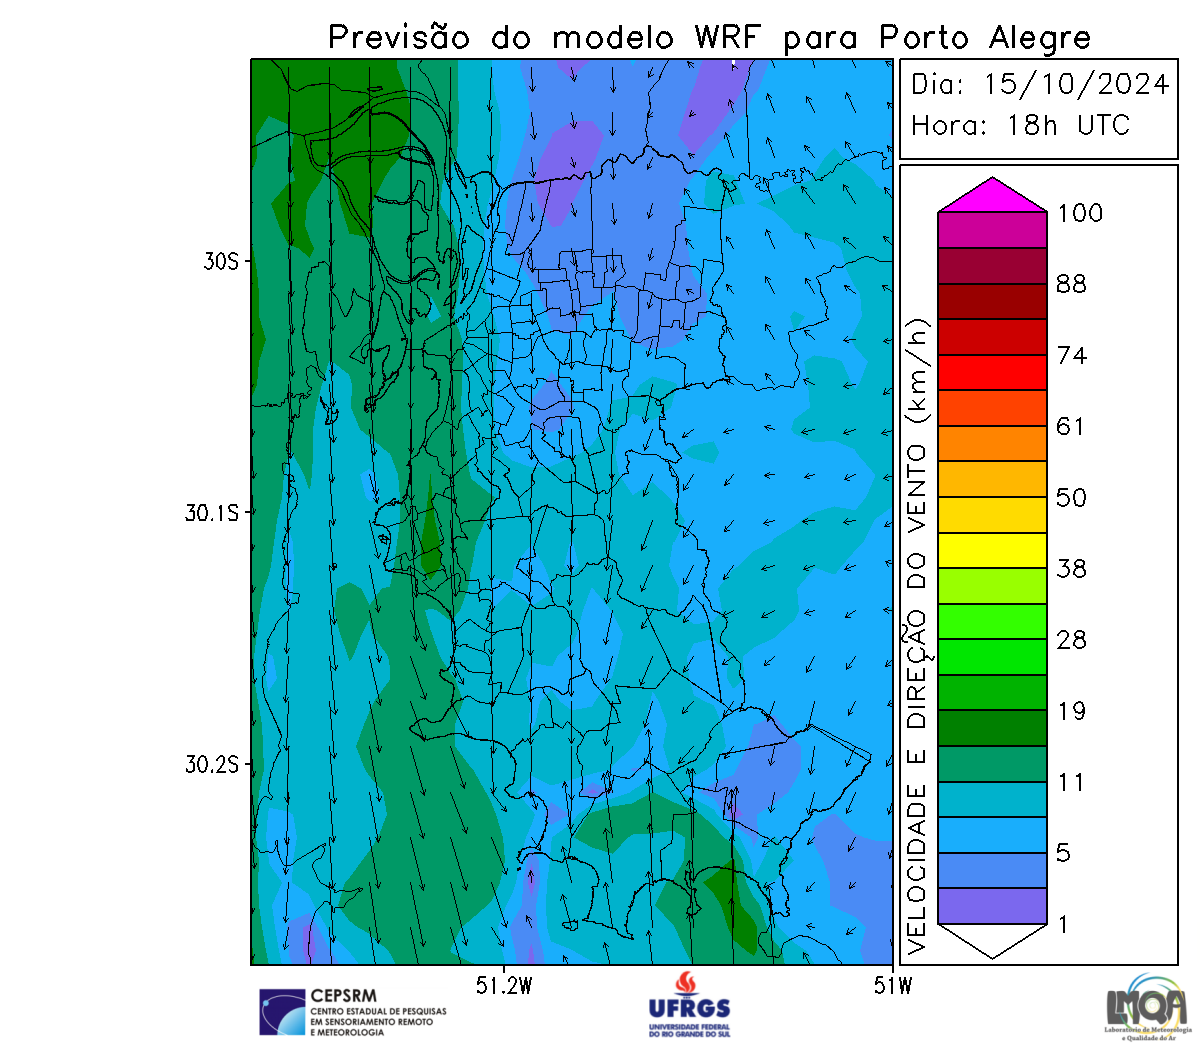 Previsão do modelo WRF para Porto Alegre
Dia: 15/10/2024
Hora: 18h UTC
30S
30.1S
30.2S
51.2W
51W
VELOCIDADE E DIREÇÃO DO VENTO (km/h)
100
88
74
61
50
38
28
19
11
5
1
CEPSRM
CENTRO ESTADUAL DE PESQUISAS
EM SENSORIAMENTO REMOTO
E METEOROLOGIA
UFRGS
UNIVERSIDADE FEDERAL
DO RIO GRANDE DO SUL
LMQA
Laboratório de Meteorologia
e Qualidade do Ar